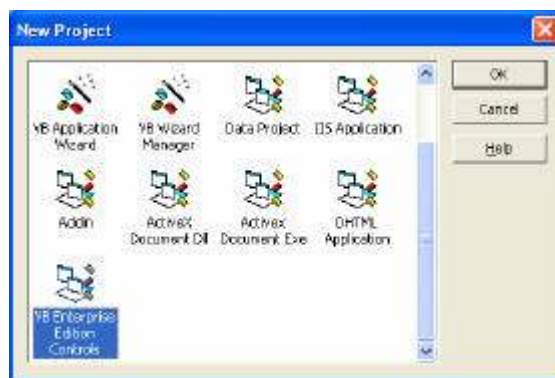 New Project
OK
Cancel
Help
VB Application Wizard
VB Wizard Manager
Data Project
IIS Application
Addin
ActiveX Document Dll
Activex Document Exe
DHTML Application
VB Enterprise Edition Controls